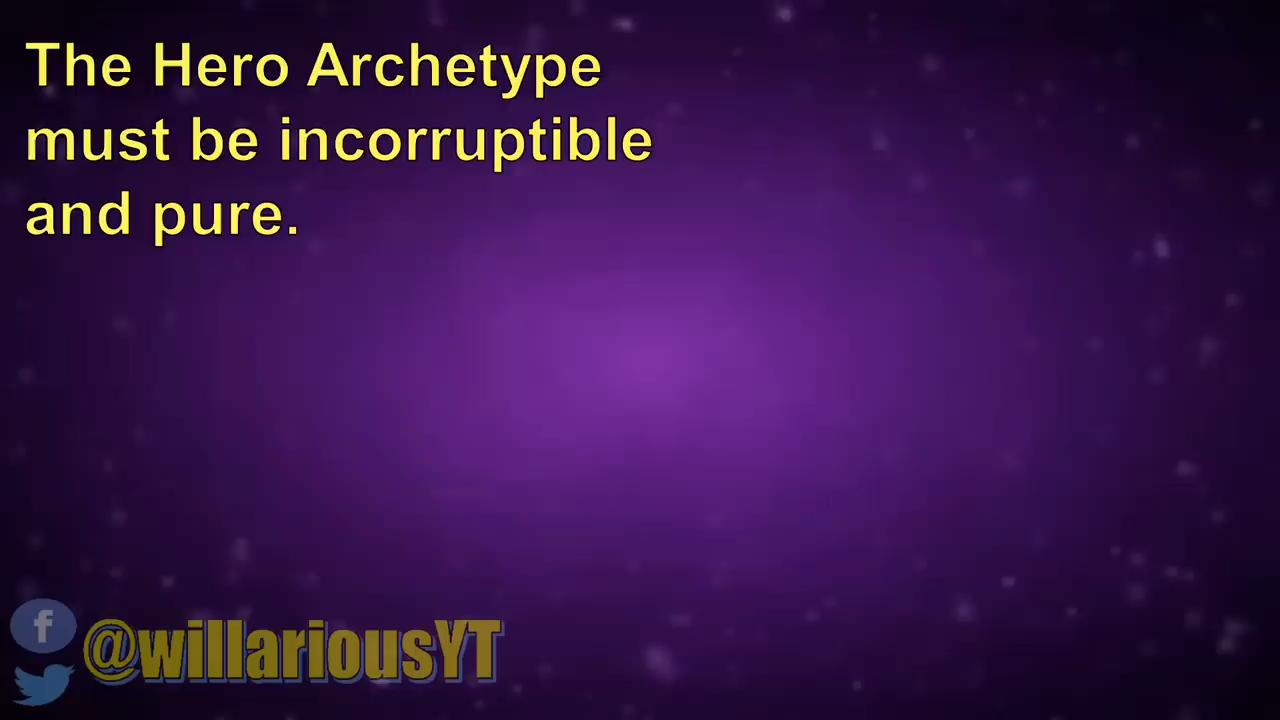 The Hero Archetype
must be incorruptible
and pure.
f
@willariousYT